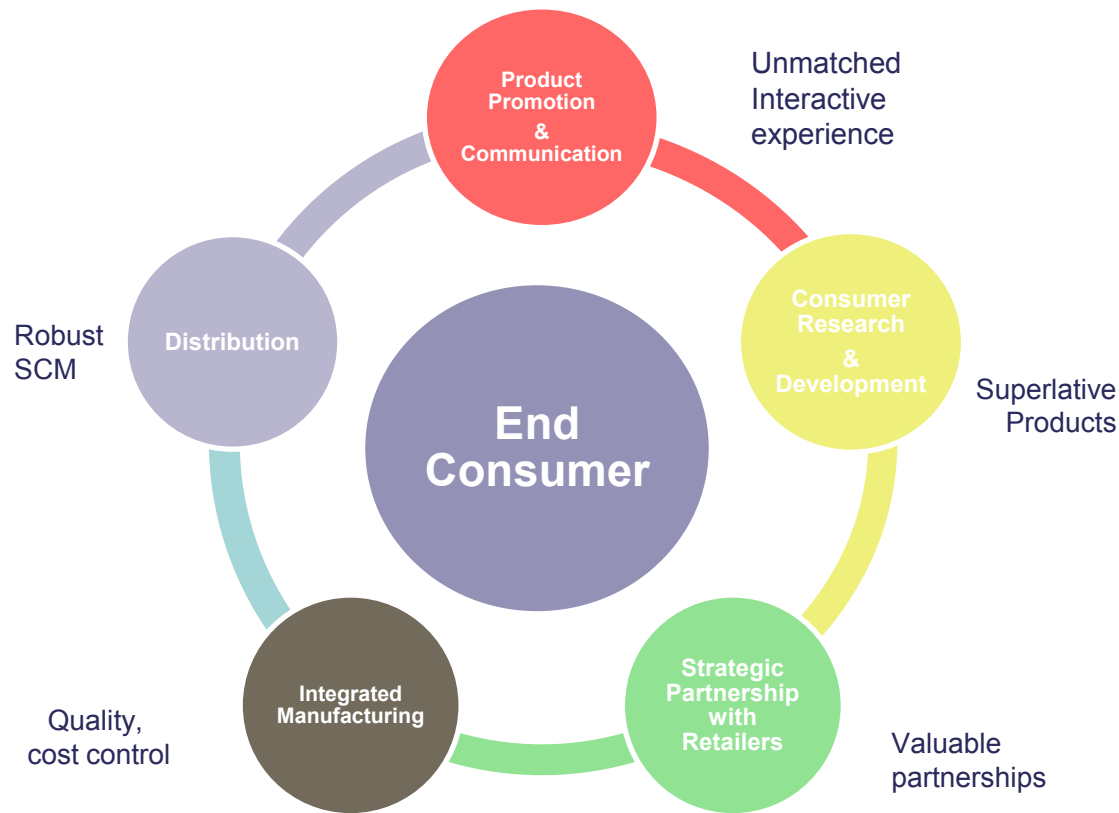 Product
Promotion
&
Communication
Unmatched
Interactive
experience
Consumer
Research
&
Development
Superlative
Products
Strategic
Partnership
with
Retailers
Valuable
partnerships
Integrated
Manufacturing
Quality,
cost control
Distribution
Robust
SCM
End
Consumer